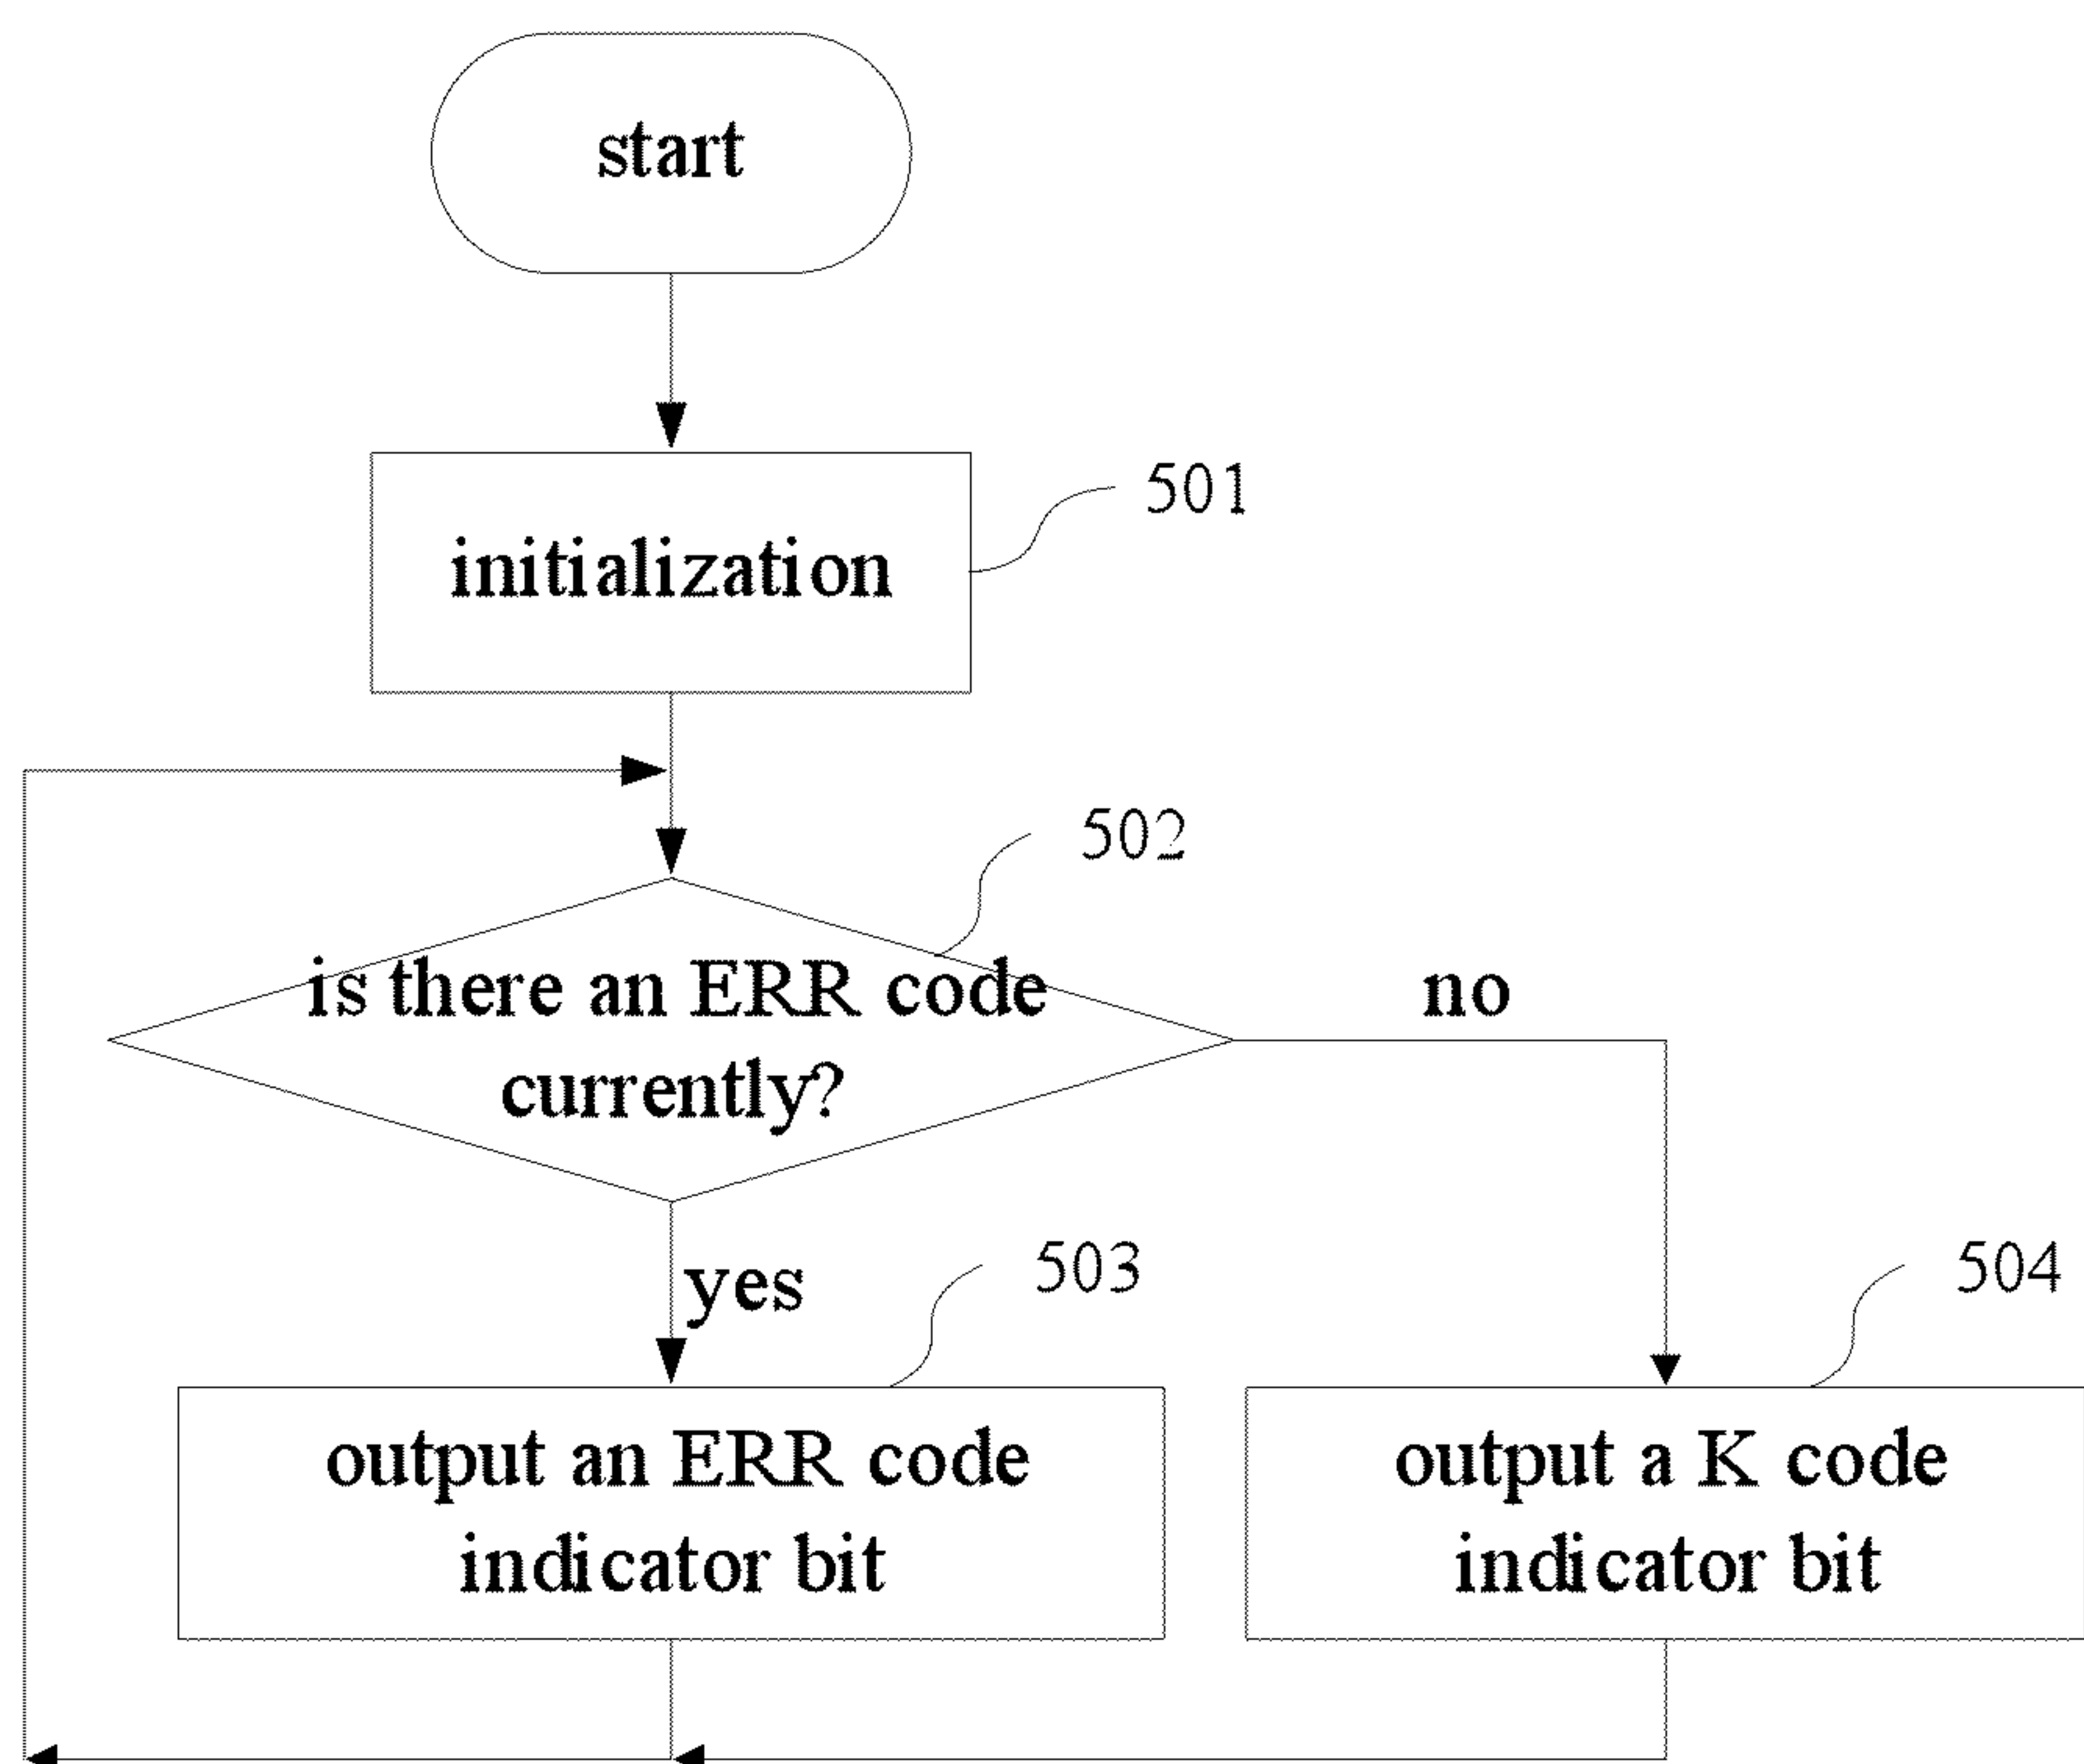 start
501
initialization
502
is there an ERR code
currently?
no
yes
503
504
output an ERR code
indicator bit
output a K code
indicator bit